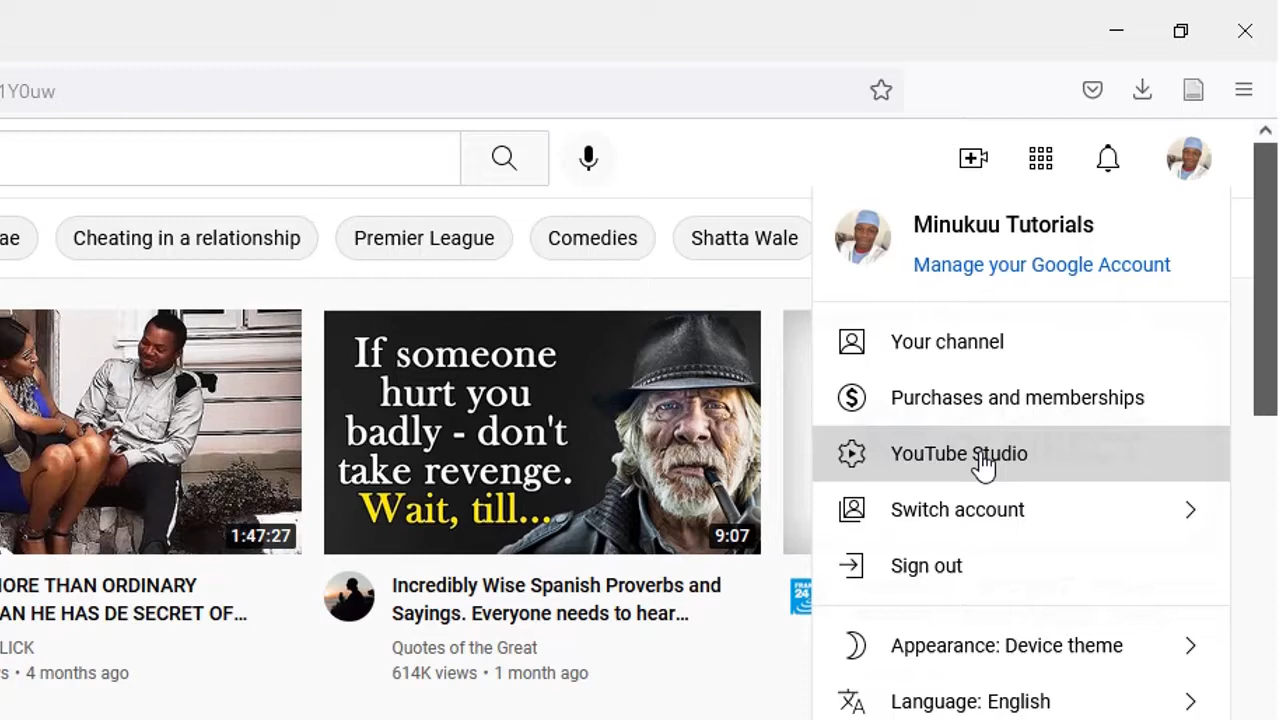 1Y0uw
ae
Cheating in a relationship
Premier League
Comedies
Shatta Wale
Minukuu Tutorials
Manage your Google Account
Your channel
Purchases and memberships
YouTube Studio
Switch account
Sign out
Appearance: Device theme
Language: English
1:47:27
If someone
hurt you
badly - don't
take revenge.
Wait, till...
9:07
MORE THAN ORDINARY
AN HE HAS DE SECRET OF...
LICK
s • 4 months ago
Incredibly Wise Spanish Proverbs and
Sayings. Everyone needs to hear...
Quotes of the Great
614K views • 1 month ago
FRAN
24